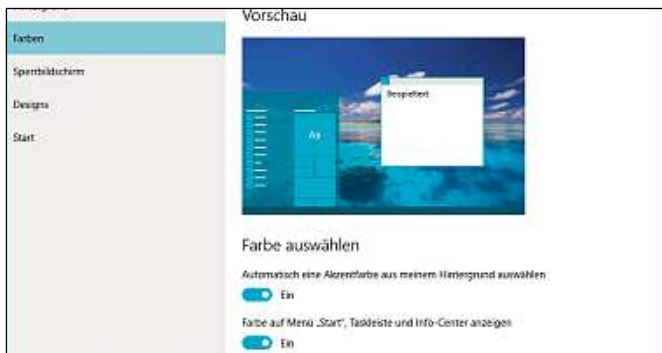 Vorschau
Farben
Sperrbildschirm
Designs
Start
Beispieltext
Aa
Farbe auswählen
Automatisch eine Akzentfarbe aus meinem Hintergrund auswählen
Ein
Farbe auf Menü „Start“, Taskleiste und Info-Center anzeigen
Ein